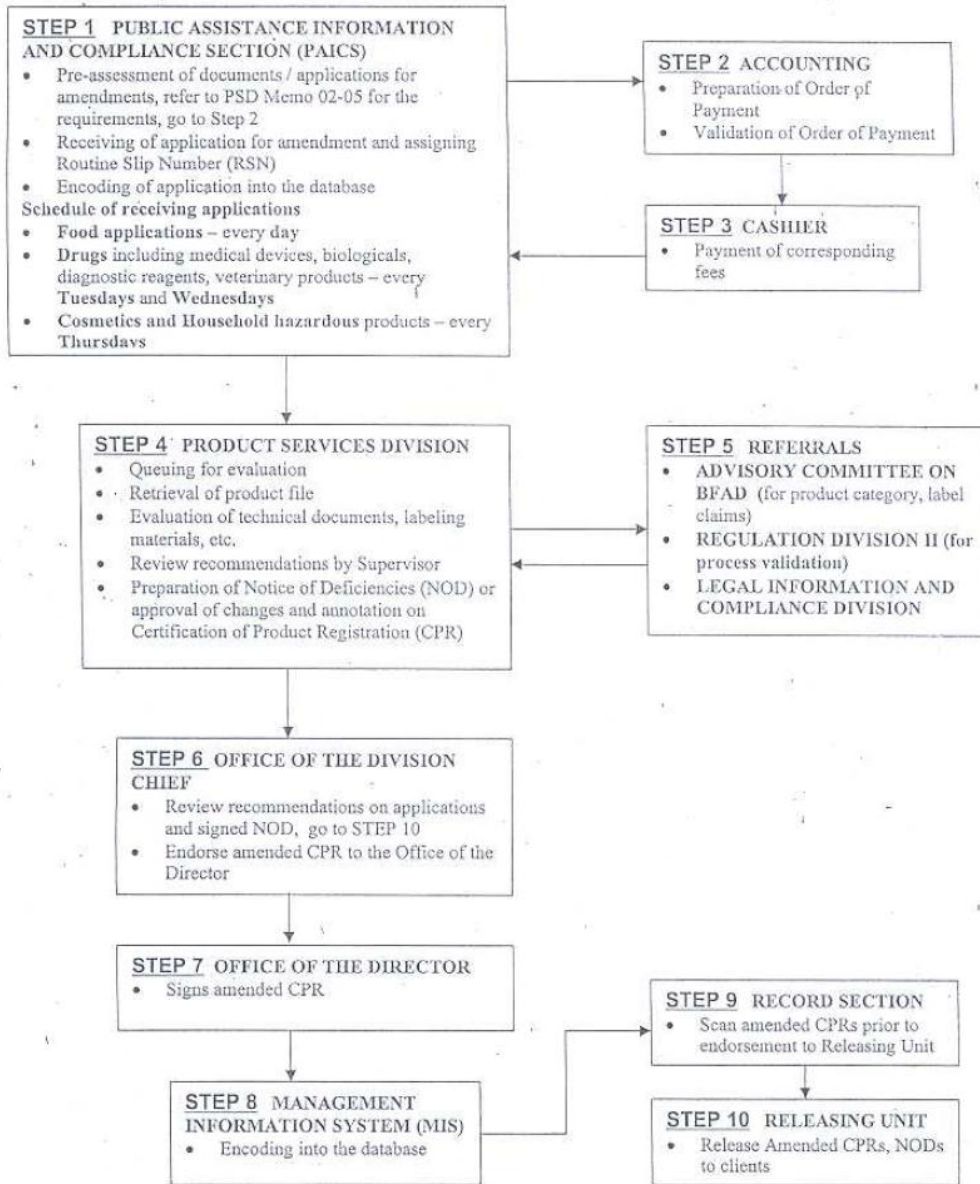 STEP 1 PUBLIC ASSISTANCE INFORMATION
AND COMPLIANCE SECTION (PAICS)
• Pre-assessment of documents / applications for
amendments, refer to PSD Memo 02-05 for the
requirements, go to Step 2
• Receiving of application for amendment and assigning
Routine Slip Number (RSN)
• Encoding of application into the database
Schedule of receiving applications
• Food applications – every day
• Drugs including medical devices, biologicals,
diagnostic reagents, veterinary products – every
Tuesdays and Wednesdays
• Cosmetics and Household hazardous products – every
Thursdays
STEP 2 ACCOUNTING
• Preparation of Order of
Payment
• Validation of Order of Payment
STEP 3 CASHIER
• Payment of corresponding
fees
STEP 4 PRODUCT SERVICES DIVISION
• Queuing for evaluation
• Retrieval of product file
• Evaluation of technical documents, labeling
materials, etc.
• Review recommendations by Supervisor
• Preparation of Notice of Deficiencies (NOD) or
approval of changes and annotation on
Certification of Product Registration (CPR)
STEP 5 REFERRALS
• ADVISORY COMMITTEE ON
BFAD (for product category, label
claims)
• REGULATION DIVISION II (for
process validation)
• LEGAL INFORMATION AND
COMPLIANCE DIVISION
STEP 6 OFFICE OF THE DIVISION
CHIEF
• Review recommendations on applications
and signed NOD, go to STEP 10
• Endorse amended CPR to the Office of the
Director
STEP 7 OFFICE OF THE DIRECTOR
• Signs amended CPR
STEP 8 MANAGEMENT
INFORMATION SYSTEM (MIS)
• Encoding into the database
STEP 9 RECORD SECTION
• Scan amended CPRs prior to
endorsement to Releasing Unit
STEP 10 RELEASING UNIT
• Release Amended CPRs, NODs
to clients